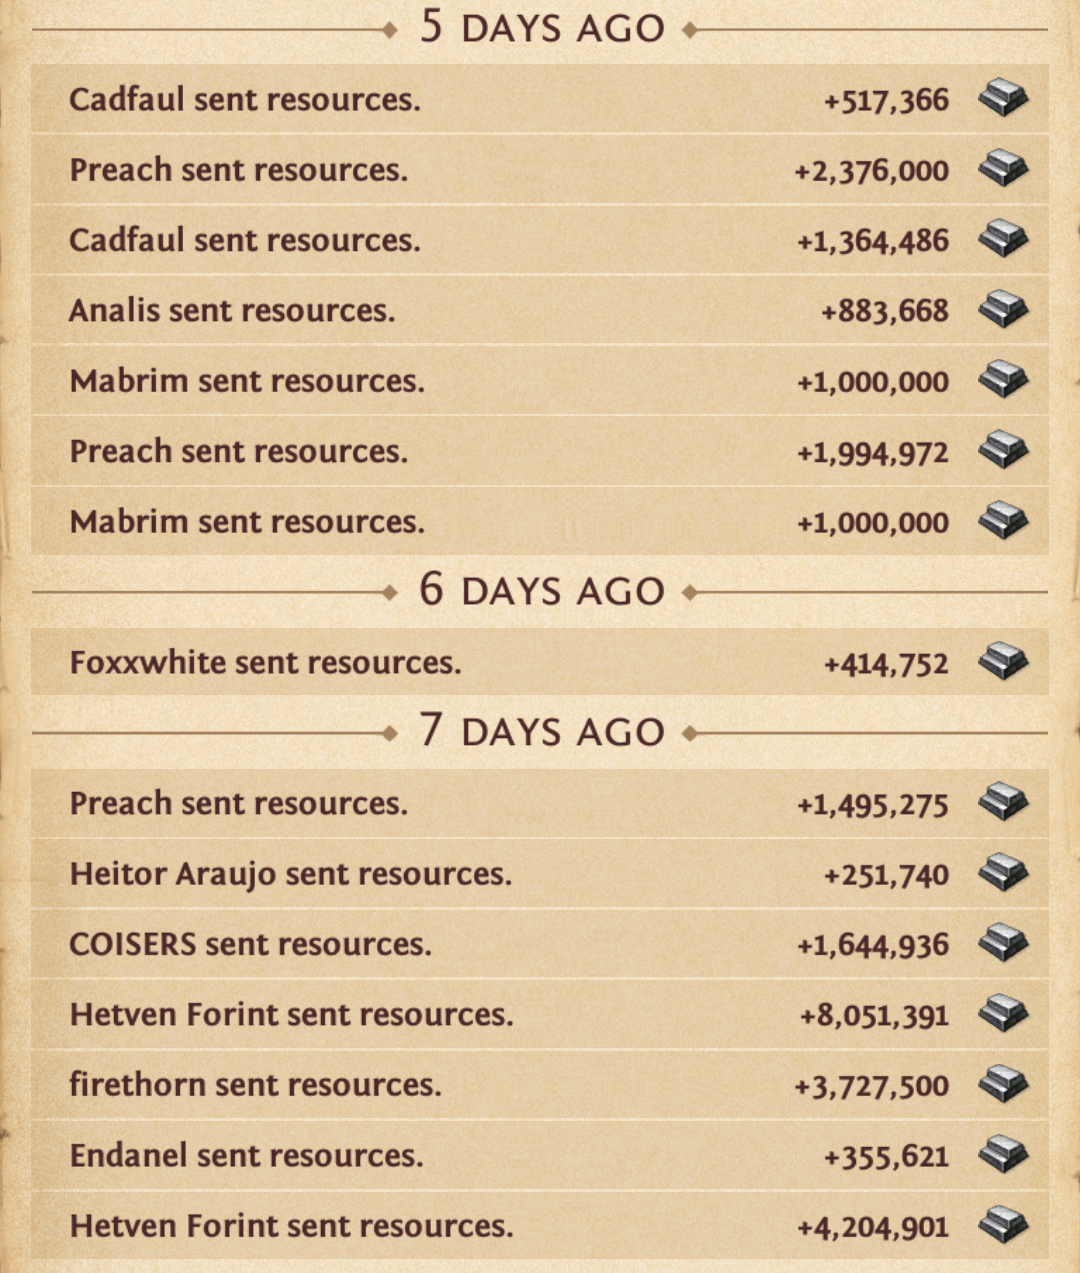 5 DAYS AGO
Cadfaul sent resources. +517,366
Preach sent resources. +2,376,000
Cadfaul sent resources. +1,364,486
Analis sent resources. +883,668
Mabrim sent resources. +1,000,000
Preach sent resources. +1,994,972
Mabrim sent resources. +1,000,000
6 DAYS AGO
Foxxwhite sent resources. +414,752
7 DAYS AGO
Preach sent resources. +1,495,275
Heitor Araujo sent resources. +251,740
COISERS sent resources. +1,644,936
Hetven Forint sent resources. +8,051,391
firethorn sent resources. +3,727,500
Endanel sent resources. +355,621
Hetven Forint sent resources. +4,204,901